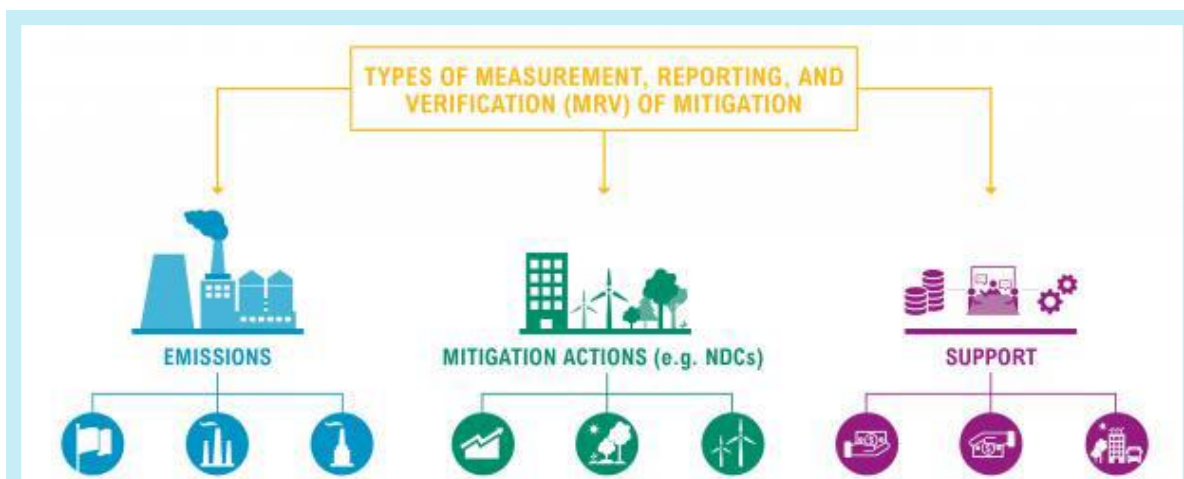 TYPES OF MEASUREMENT, REPORTING, AND
VERIFICATION (MRV) OF MITIGATION
EMISSIONS
MITIGATION ACTIONS (e.g. NDCs)
SUPPORT